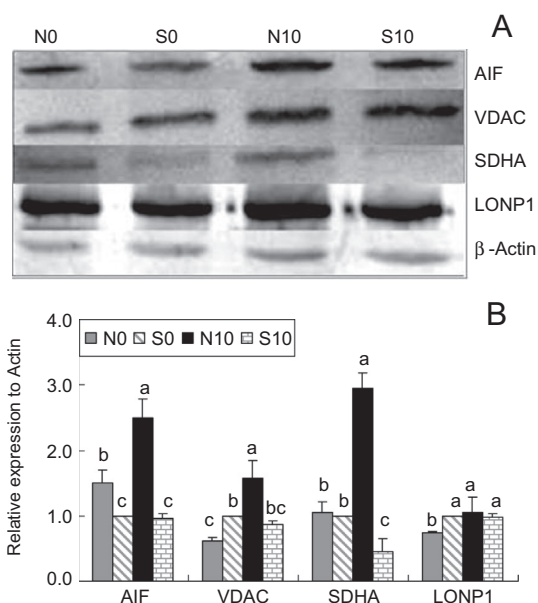 A
N0 S0 N10 S10
AIF
VDAC
SDHA
LONP1
β-Actin
B
4.0
N0 S0 N10 S10
a
a
3.0
b
a
2.0
c c
c b bc
b b
c
b a a a
1.0
0.0
Relative expression to Actin
AIF VDAC SDHA LONP1